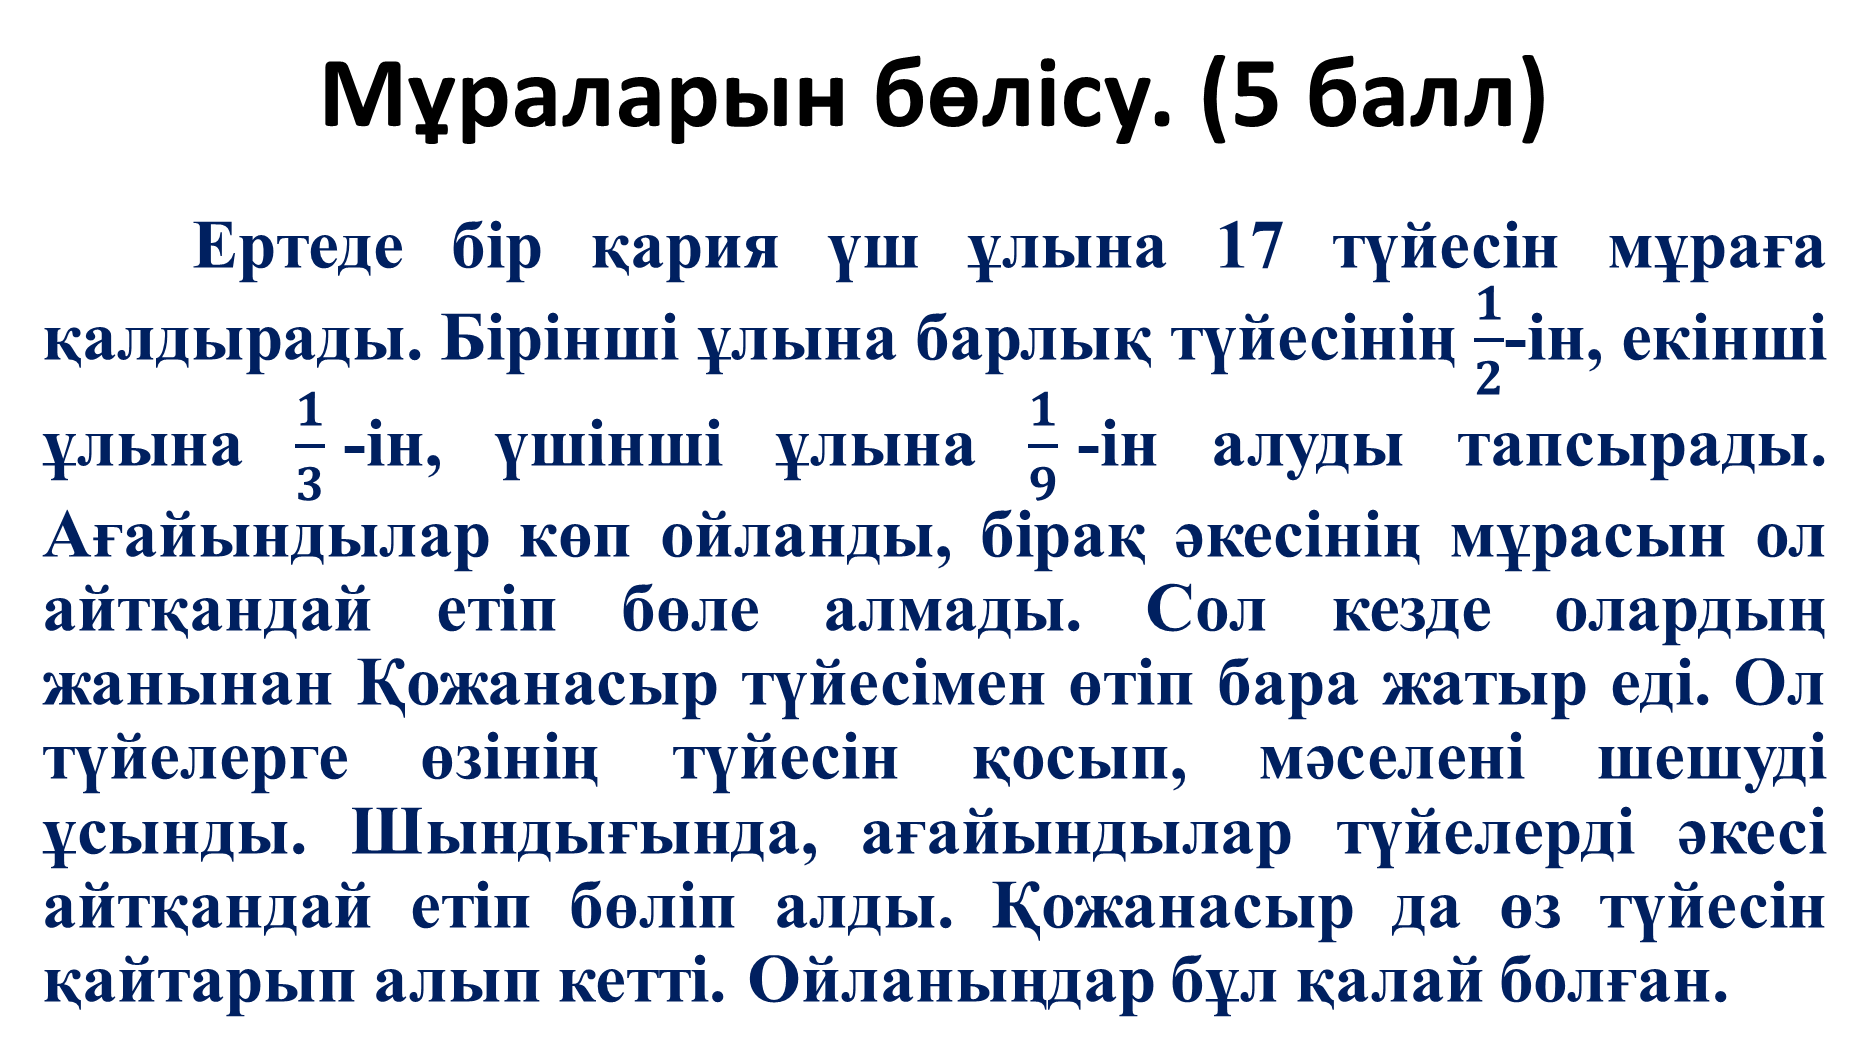 Мұраларын бөлісу. (5 балл)
Ертеде бір қария үш ұлына 17 түйесін мұраға
қалдырады. Бірінші ұлына барлық түйесінің 1/2-ін, екінші
ұлына 1/3 -ін, үшінші ұлына 1/9 -ін алуды тапсырады.
Ағайындылар көп ойланды, бірақ әкесінің мұрасын ол
айтқандай етіп бөле алмады. Сол кезде олардың
жанынан Қожанасыр түйесімен өтіп бара жатыр еді. Ол
түйелерге өзінің түйесін қосып, мәселені шешуді
ұсынды. Шындығында, ағайындылар түйелерді әкесі
айтқандай етіп бөліп алды. Қожанасыр да өз түйесін
қайтарып алып кетті. Ойланыңдар бұл қалай болған.